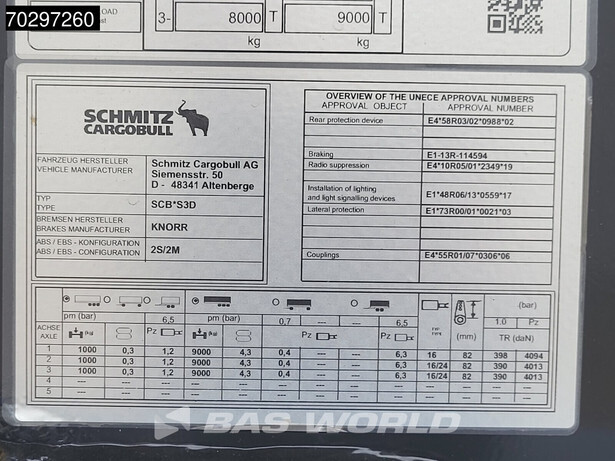 70297260
LOAD
3- 8000 T 9000 T
kg kg
SCHMITZ
CARGOBULL
FAHRZEUG HERSTELLER
VEHICLE MANUFACTURER
Schmitz Cargobull AG
Siemensstr. 50
D - 48341 Altenberge
TYP
TYPE
SCB*S3D
BREMSEN HERSTELLER
BRAKES MANUFACTURER
KNORR
ABS / EBS - KONFIGURATION
ABS / EBS - CONFIGURATION
2S/2M
OVERVIEW OF THE UNECE APPROVAL NUMBERS
APPROVAL OBJECT APPROVAL NUMBER
Rear protection device E4*58R03/02*0988*02
Braking E1-13R-114594
Radio suppression E4*10R05/01*2349*19
Installation of lighting
and light signalling devices E1*48R06/13*0559*17
Lateral protection E1*73R00/01*0021*03
Couplings E4*55R01/07*0306*06
pm (bar) 6,5 pm (bar) 0,7 --- --- 6,5 (bar) 1.0 Pz
ACHSE
AXLE
(kg) Pz (kg) Pz Pz TYP TYPE (mm) TR (daN)
1 1000 0,3 1,2 9000 4,3 0,4 --- --- 6,3 16 82 398 4094
2 1000 0,3 1,2 9000 4,3 0,4 --- --- 6,3 16/24 82 390 4013
3 1000 0,3 1,2 9000 4,3 0,4 --- --- 6,3 16/24 82 390 4013
4 --- --- --- --- --- --- --- --- --- --- --- --- ---
5 --- --- --- --- --- --- --- --- --- --- --- --- ---
BAS WORLD